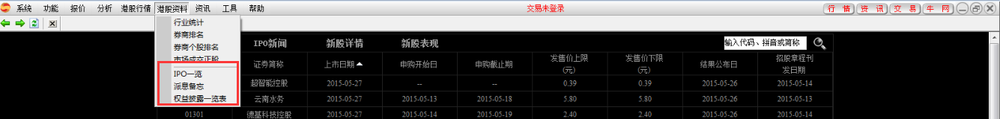 系统 功能 报价 分析 港股行情 港股资料 资讯 工具 帮助 交易未登录 行情 资讯 交易 牛网
行业统计
券商排名
券商个股排名
市场成交正股
IPO一览
派息备忘
权益披露一览表
IPO新闻 新股详情 新股表现 输入代码、拼音或简称
证券简称 上市日期 申购开始日 申购截止期 发售价上限(元) 发售价下限(元) 结果公布日 招股章程刊发日期
超智能控股 2015-05-27 -- -- 0.39 0.39 2015-05-26 2015-05-14
云南水务 2015-05-27 2015-05-13 2015-05-18 5.80 5.80 2015-05-26 2015-05-13
01301 德基科技控股 2015-05-27 2015-05-14 2015-05-19 2.40 2.40 2015-05-26 2015-05-14